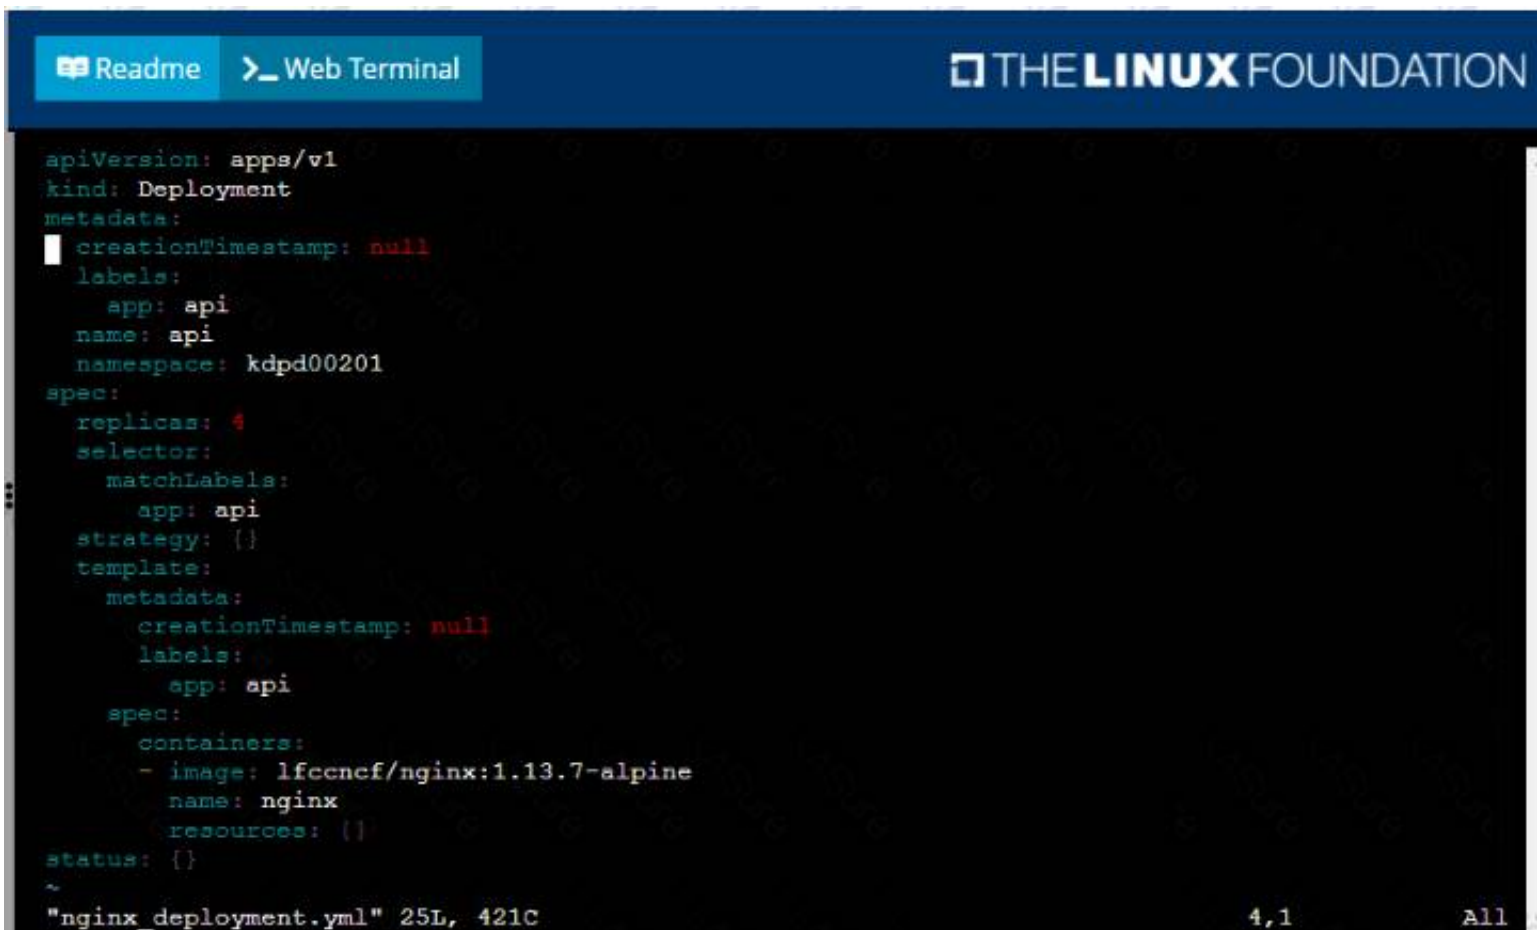 Readme >_ Web Terminal THE LINUX FOUNDATION
apiVersion: apps/v1
kind: Deployment
metadata:
  creationTimestamp: null
  labels:
    app: api
  name: api
  namespace: kdpd00201
spec:
  replicas: 4
  selector:
    matchLabels:
      app: api
  strategy: {}
  template:
    metadata:
      creationTimestamp: null
      labels:
        app: api
    spec:
      containers:
      - image: lfccncf/nginx:1.13.7-alpine
        name: nginx
        resources: {}
status: {}
~
"nginx_deployment.yml" 25L, 421C 4,1 All